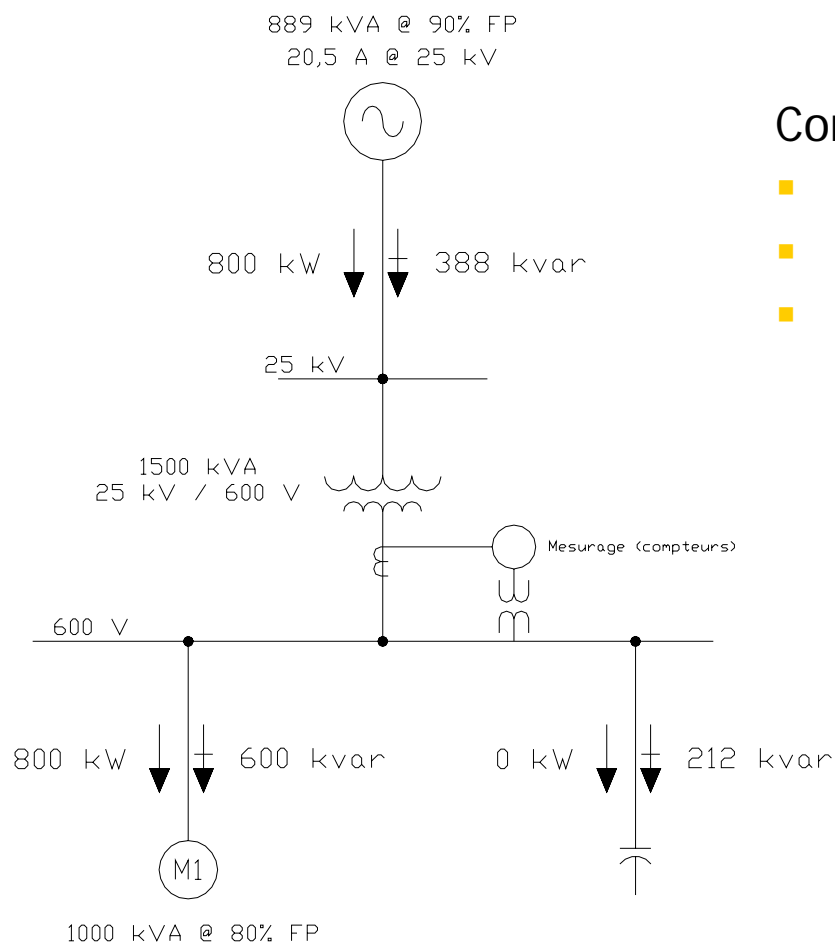 889 kVA @ 90% FP
20,5 A @ 25 kV
800 kW
388 kvar
25 kV
1500 kVA
25 kV / 600 V
Mesurage (compteurs)
600 V
800 kW
600 kvar
0 kW
212 kvar
M1
1000 kVA @ 80% FP